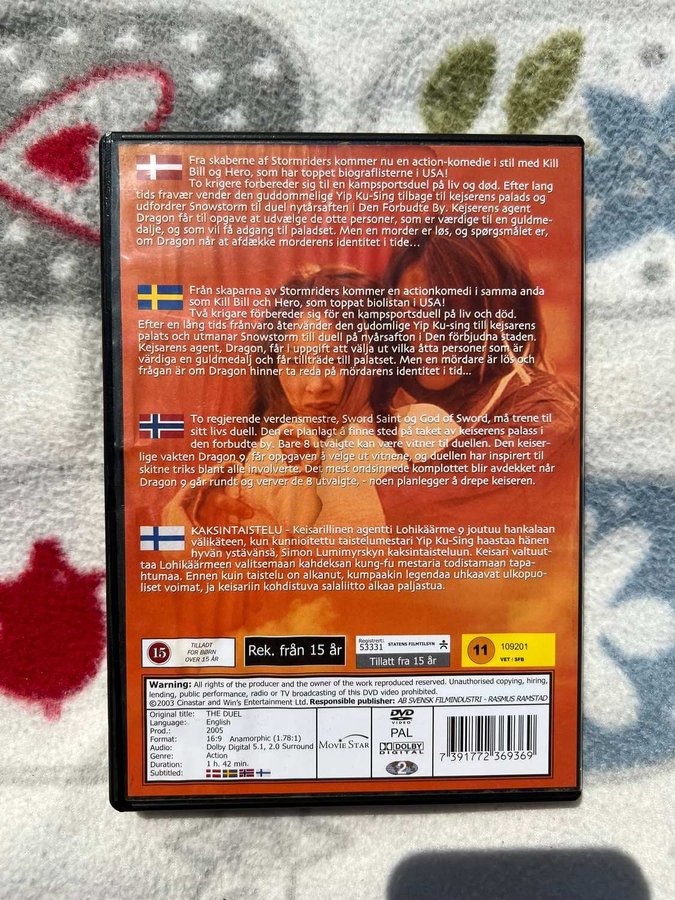 Fra skaberne af Stormriders kommer nu en action-komedie i stil med Kill
Bill og Hero, som har toppet biograflisterne i USA!
To krigere forbereder sig til en kampsportsduel på liv og død. Efter lang
tids fravær vender den guddommelige Yip Ku-Sing tilbage til kejserens palads og
udfordrer Snowstorm til duel nytårsaften i Den Forbudte By. Kejserens agent
Dragon får til opgave at udvælge de otte personer, som er værdige til en guldme-
dalje, og som vil få adgang til paladset. Men en morder er løs, og spørgsmålet er,
om Dragon når at afdække morderens identitet i tide...
Från skaparna av Stormriders kommer en actionkomedi i samma anda
som Kill Bill och Hero, som toppat biolistan i USA!
Två krigare förbereder sig för en kampsportsduell på liv och död.
Efter en lång tids frånvaro återvänder den gudomlige Yip Ku-sing till kejsarens
palats och utmanar Snowstorm till duell på nyårsafton i Den förbjudna staden.
Kejsarens agent, Dragon, får i uppgift att välja ut vilka åtta personer som är
värdiga en guldmedalj och får tillträde till palatset. Men en mördare är lös och
frågan är om Dragon hinner ta reda på mördarens identitet i tid...
To regjerende verdensmestre, Sword Saint og God of Sword, må trene til
sitt livs duell. Den er planlagt å finne sted på taket av keiserens palass i
den forbudte by. Bare 8 utvalgte kan være vitner til duellen. Den keiser-
lige vakten Dragon 9, får oppgaven å velge ut vitnene, og duellen har inspirert til
skitne triks blant alle involverte. Det mest ondsinnede komplottet blir avdekket når
Dragon 9 går rundt og verver de 8 utvalgte, - noen planlegger å drepe keiseren.
KAKSINTAISTELU - Keisarillinen agentti Lohikäärme 9 joutuu hankalaan
välikäteen, kun kunnioitettu taistelumestari Yip Ku-Sing haastaa hänen
hyvän ystävänsä, Simon Lumimyrskyn kaksintaisteluun. Keisari valtuut-
taa Lohikäärmeen valitsemaan kahdeksan kung-fu mestaria todistamaan tapa-
htumaa. Ennen kuin taistelu on alkanut, kumpaakin legendaa uhkaavat ulkopuo-
liset voimat, ja keisariin kohdistuva salaliitto alkaa paljastua.
15
TILLADT
FOR BØRN
OVER 15 ÅR
Rek. från 15 år
Registrert:
53331
STATENS FILMTILSYN
Tillatt fra 15 år
11
109201
VET / SFB
Warning: All rights of the producer and the owner of the work reproduced reserved. Unauthorised copying, hiring,
lending, public performance, radio or TV broadcasting of this DVD video prohibited.
©2003 Cinastar and Win's Entertainment Ltd. Responsible publisher: AB SVENSK FILMINDUSTRI - RASMUS RAMSTAD
Original title: THE DUEL
Language: English
Prod.: 2005
Format: 16:9 Anamorphic (1.78:1)
Audio: Dolby Digital 5.1, 2.0 Surround
Genre: Action
Duration: 1 h. 42 min.
Subtitled:
MOVIE STAR
DVD
VIDEO
PAL
DOLBY
DIGITAL
2
7 391772 369369